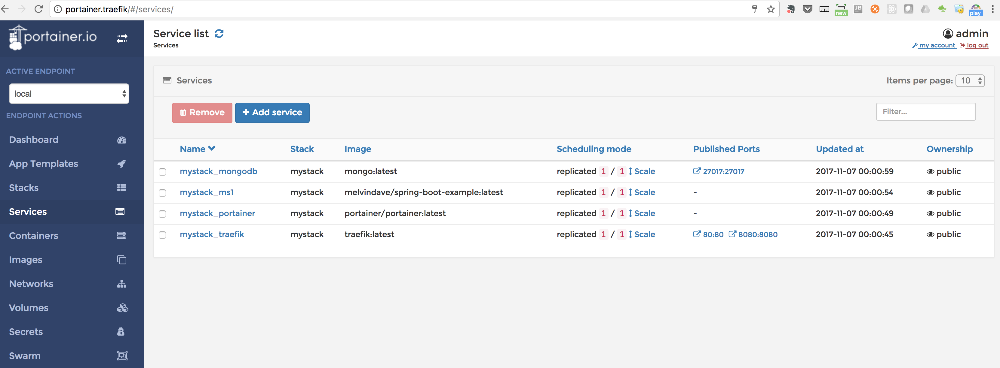 portainer.traefik/#/services/
new
JB
play
portainer.io
Service list
Services
admin
my account log out
ACTIVE ENDPOINT
local
ENDPOINT ACTIONS
Dashboard
App Templates
Stacks
Services
Containers
Images
Networks
Volumes
Secrets
Swarm
Services
Items per page: 10
Remove + Add service
Filter...
Name Stack Image Scheduling mode Published Ports Updated at Ownership
mystack_mongodb mystack mongo:latest replicated 1 / 1 Scale 27017:27017 2017-11-07 00:00:59 public
mystack_ms1 mystack melvindave/spring-boot-example:latest replicated 1 / 1 Scale - 2017-11-07 00:00:54 public
mystack_portainer mystack portainer/portainer:latest replicated 1 / 1 Scale - 2017-11-07 00:00:49 public
mystack_traefik mystack traefik:latest replicated 1 / 1 Scale 80:80 8080:8080 2017-11-07 00:00:45 public